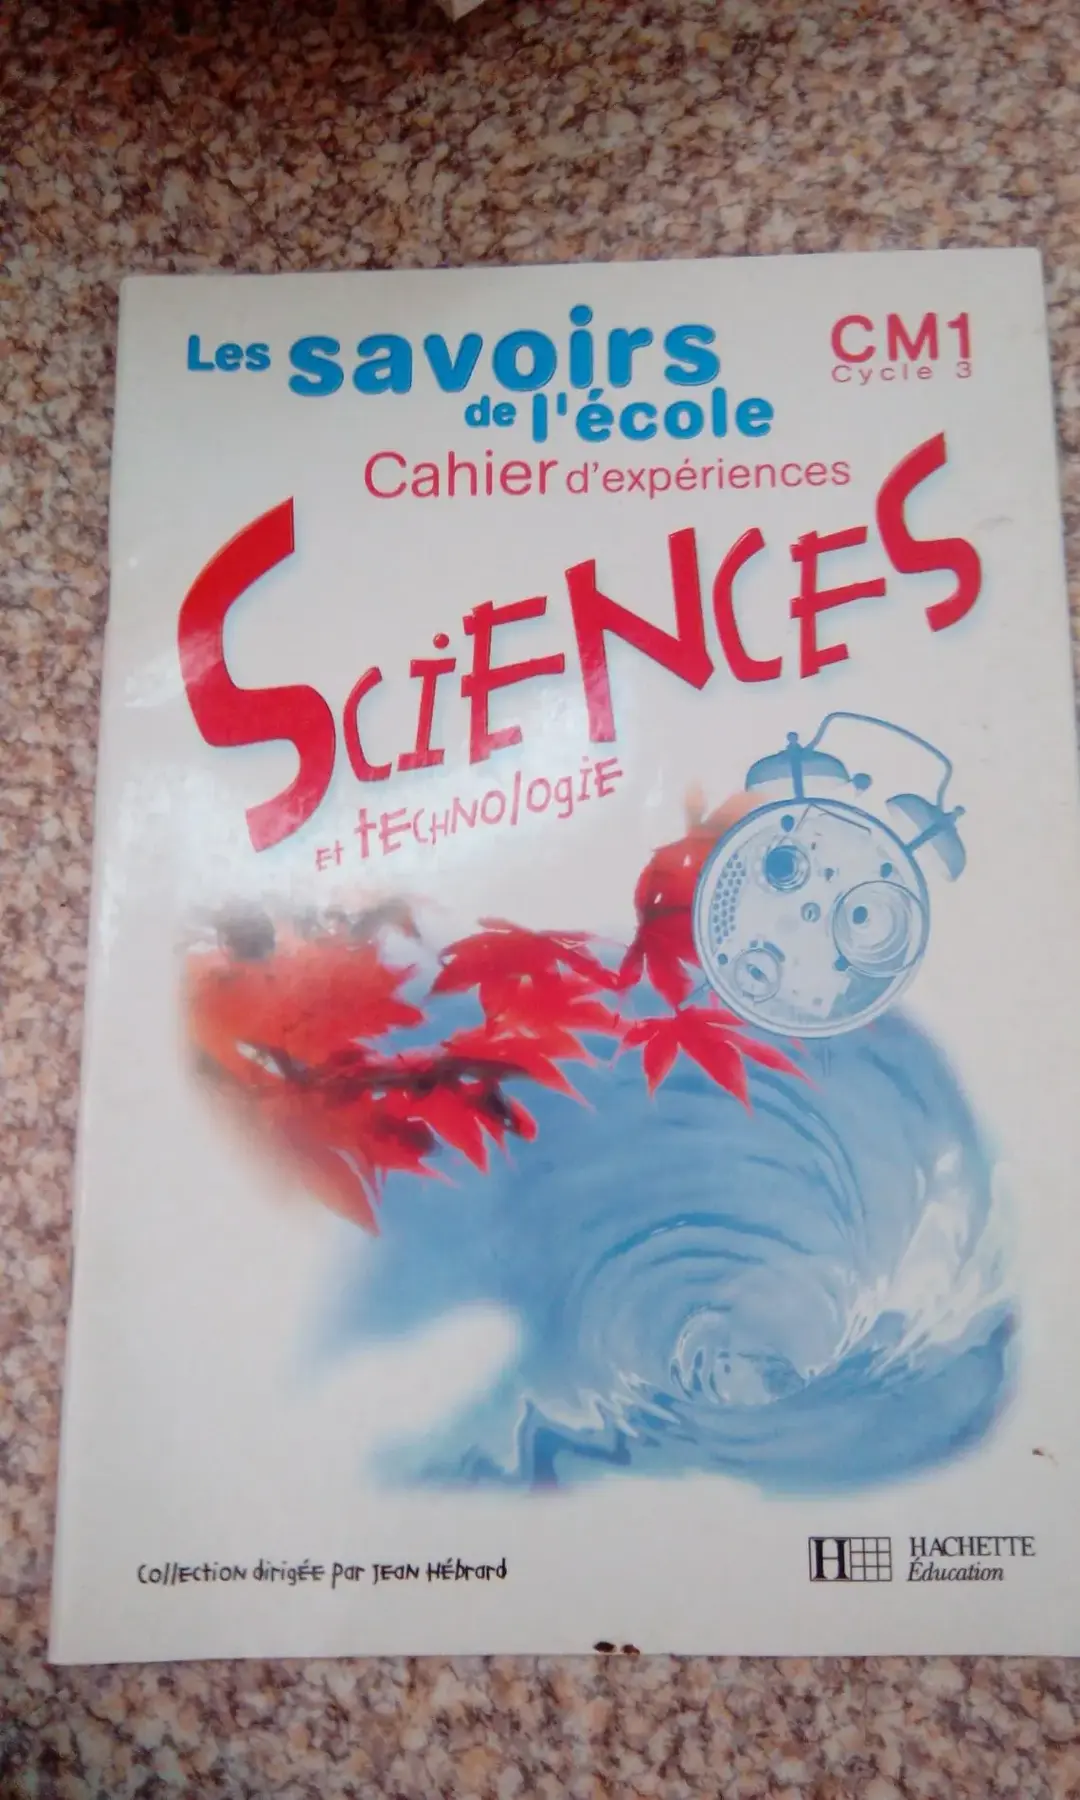 Les savoirs
de l'école
CM1
Cycle 3
Cahier d'expériences
SCiENCES
Et tECHNOlOgiE
Collection dirigée par Jean Hébrard
H
HACHETTE
Éducation